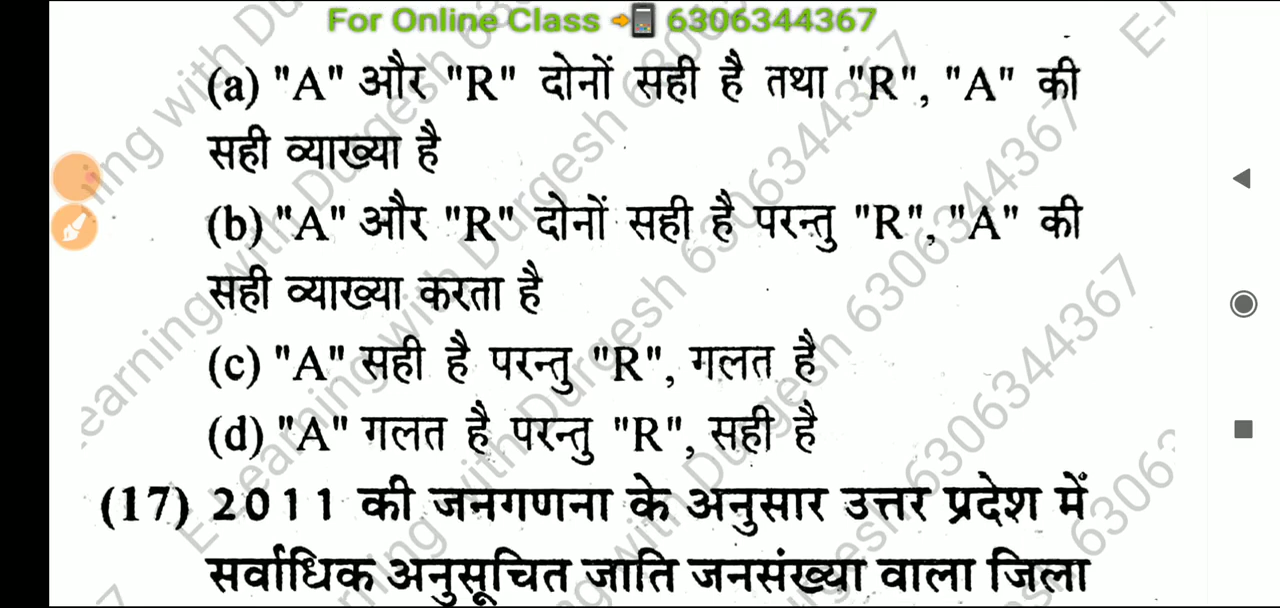 For Online Class 6306344367
(a) "A" और "R" दोनों सही है तथा "R", "A" की
सही व्याख्या है
(b) "A" और "R" दोनों सही है परन्तु "R", "A" की
सही व्याख्या करता है
(c) "A" सही है परन्तु "R", गलत है
(d) "A" गलत है परन्तु "R", सही है
(17) 2011 की जनगणना के अनुसार उत्तर प्रदेश में
सर्वाधिक अनुसूचित जाति जनसंख्या वाला जिला